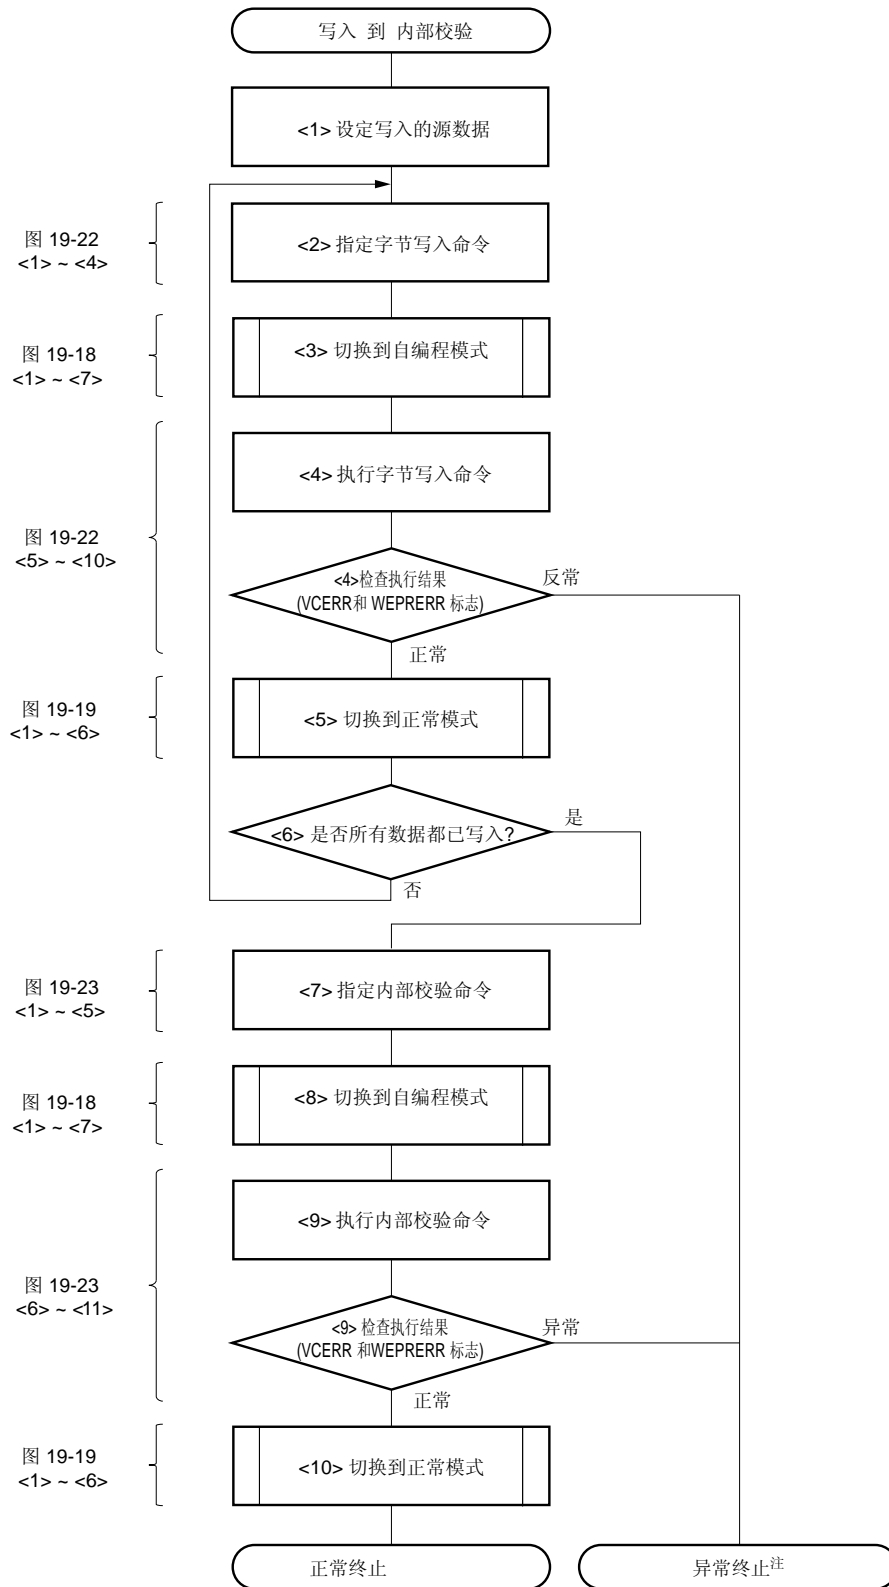 写入 到 内部校验
<1> 设定写入的源数据
图 19-22
<1> ~ <4>
<2> 指定字节写入命令
图 19-18
<1> ~ <7>
<3> 切换到自编程模式
<4> 执行字节写入命令
图 19-22
<5> ~ <10>
<4>检查执行结果
(VCERR和 WEPRERR 标志)
反常
正常
图 19-19
<1> ~ <6>
<5> 切换到正常模式
<6> 是否所有数据都已写入?
是
否
图 19-23
<1> ~ <5>
<7> 指定内部校验命令
图 19-18
<1> ~ <7>
<8> 切换到自编程模式
<9> 执行内部校验命令
图 19-23
<6> ~ <11>
<9> 检查执行结果
(VCERR 和WEPRERR 标志)
异常
正常
图 19-19
<1> ~ <6>
<10> 切换到正常模式
正常终止
异常终止注